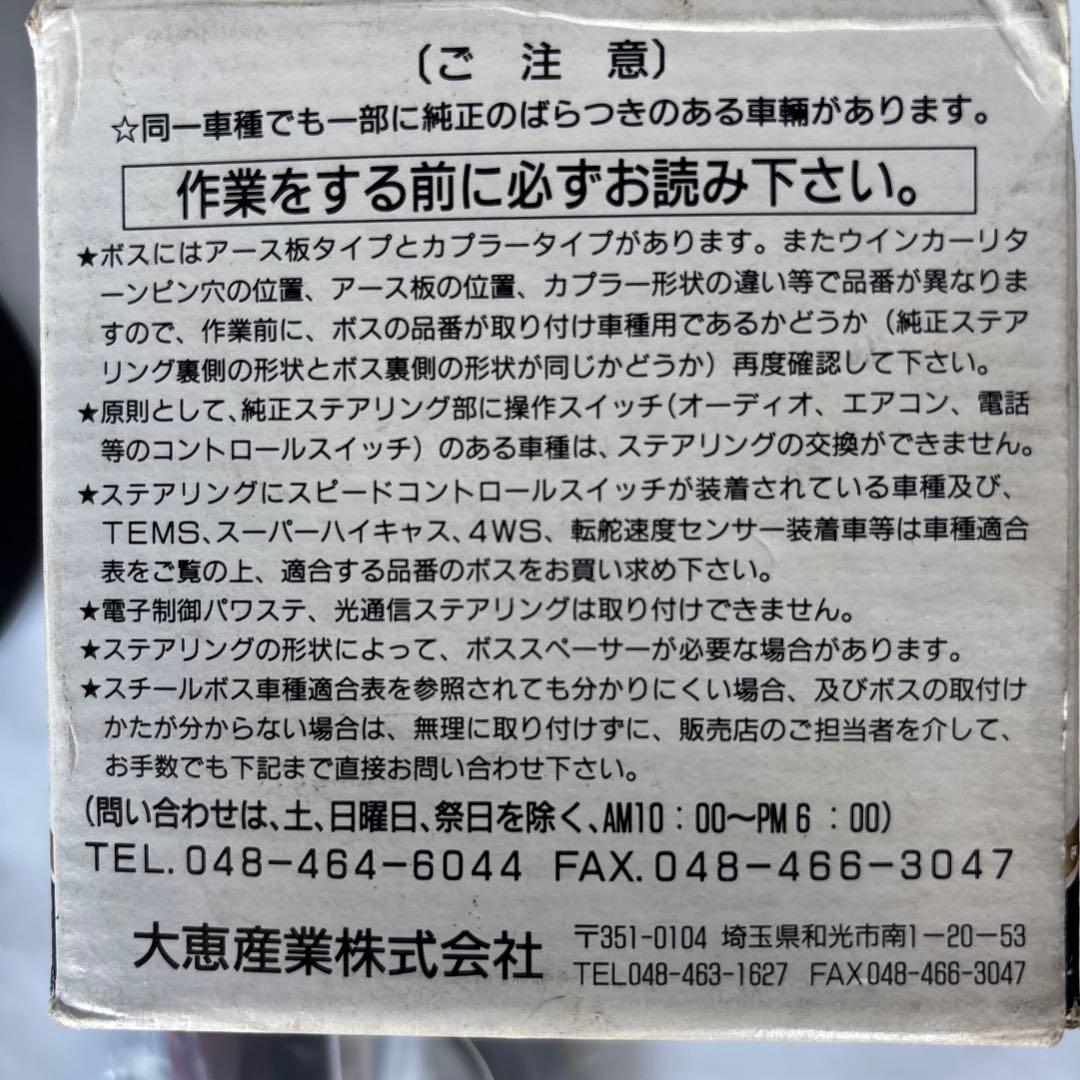 〔ご 注 意〕
☆同一車種でも一部に純正のばらつきのある車輛があります。
作業をする前に必ずお読み下さい。
★ボスにはアース板タイプとカプラータイプがあります。またウインカーリタ
ーンピン穴の位置、アース板の位置、カプラー形状の違い等で品番が異なりま
すので、作業前に、ボスの品番が取り付け車種用であるかどうか（純正ステア
リング裏側の形状とボス裏側の形状が同じかどうか）再度確認して下さい。
★原則として、純正ステアリング部に操作スイッチ（オーディオ、エアコン、電話
等のコントロールスイッチ）のある車種は、ステアリングの交換ができません。
★ステアリングにスピードコントロールスイッチが装着されている車種及び、
TEMS、スーパーハイキャス、4WS、転舵速度センサー装着車等は車種適合
表をご覧の上、適合する品番のボスをお買い求め下さい。
★電子制御パワステ、光通信ステアリングは取り付けできません。
★ステアリングの形状によって、ボススペーサーが必要な場合があります。
★スチールボス車種適合表を参照されても分かりにくい場合、及びボスの取付け
かたが分からない場合は、無理に取り付けずに、販売店のご担当者を介して、
お手数でも下記まで直接お問い合わせ下さい。
（問い合わせは、土、日曜日、祭日を除く、AM10：00〜PM6：00）
TEL.048-464-6044 FAX.048-466-3047
大恵産業株式会社
〒351-0104 埼玉県和光市南1-20-53
TEL048-463-1627 FAX048-466-3047